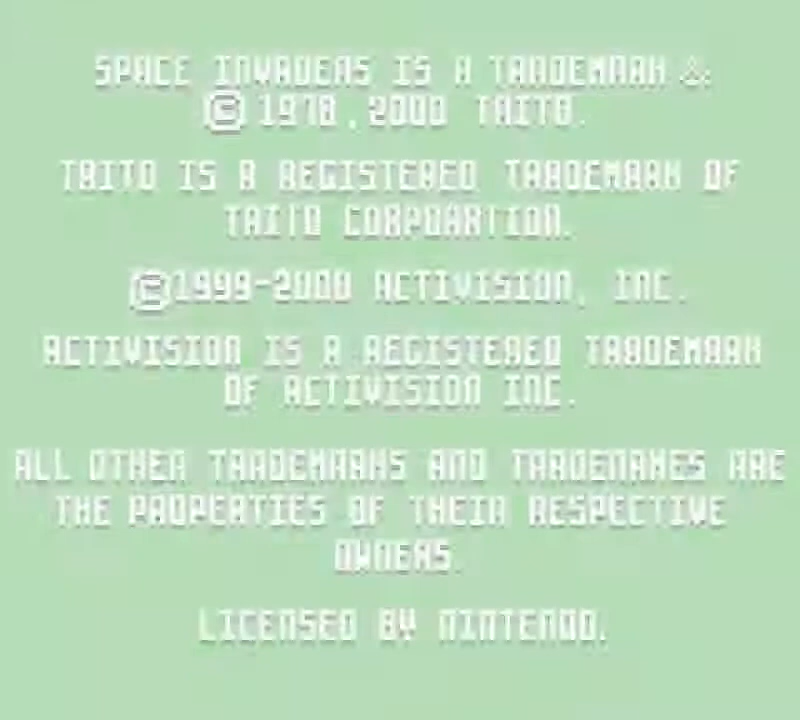 SPACE INVADERS IS A TRADEMARK &
© 1978, 2000 TAITO.
TAITO IS A REGISTERED TRADEMARK OF
TAITO CORPORTION.
©1999-2000 ACTIVISION, INC.
ACTIVISION IS A REGISTERED TRADEMARK
OF ACTIVISION INC.
ALL OTHER TRADEMARKS AND TRADENAMES ARE
THE PROPERTIES OF THEIR RESPECTIVE
OWNERS.
LICENSED BY NINTENDO.